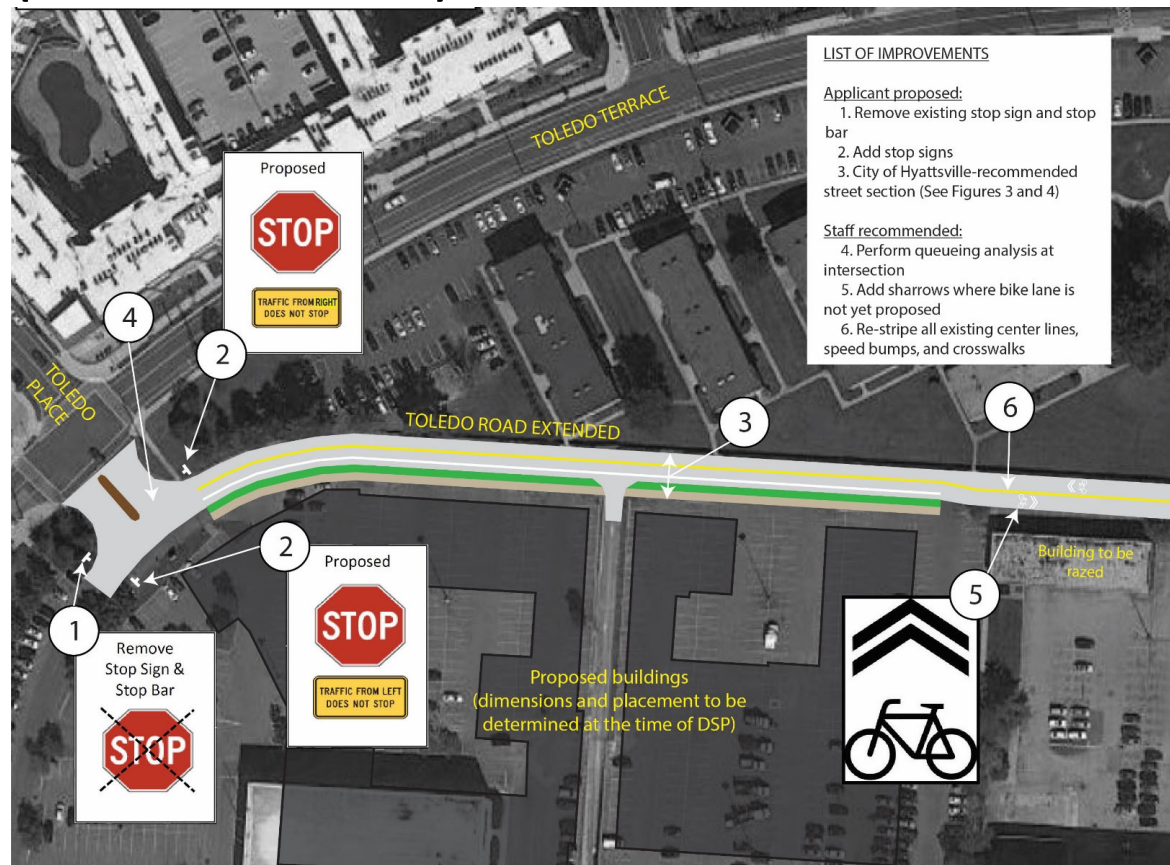 LIST OF IMPROVEMENTS
Applicant proposed:
1. Remove existing stop sign and stop
bar
2. Add stop signs
3. City of Hyattsville-recommended
street section (See Figures 3 and 4)
Staff recommended:
4. Perform queueing analysis at
intersection
5. Add sharrows where bike lane is
not yet proposed
6. Re-stripe all existing center lines,
speed bumps, and crosswalks
TOLEDO TERRACE
Proposed
STOP
TRAFFIC FROM RIGHT
DOES NOT STOP
4
2
TOLEDO
PLACE
TOLEDO ROAD EXTENDED
3
6
2
Proposed
STOP
TRAFFIC FROM LEFT
DOES NOT STOP
1
Remove
Stop Sign &
Stop Bar
STOP
Proposed buildings
(dimensions and placement to be
determined at the time of DSP)
5
Building to be
razed